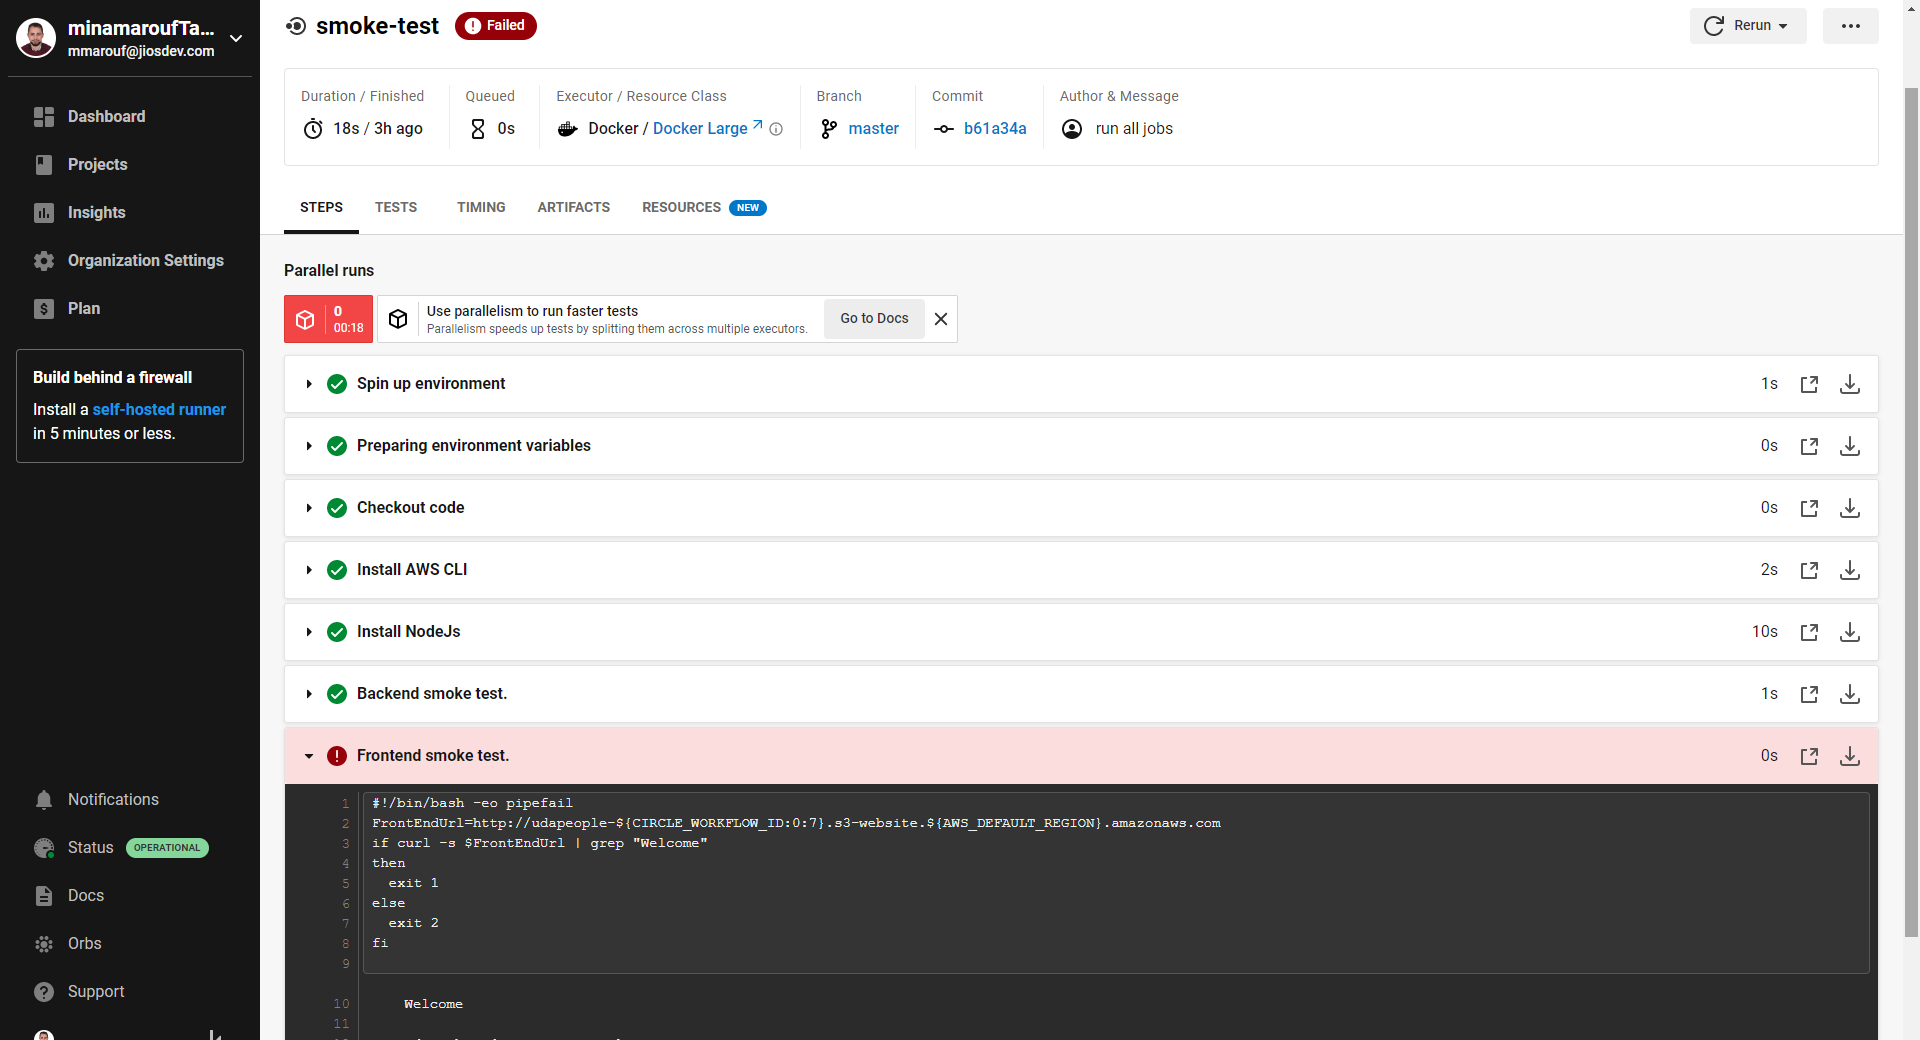 minamaroufTa...
mmarouf@jiosdev.com
Dashboard
Projects
Insights
Organization Settings
Plan
Build behind a firewall
Install a self-hosted runner
in 5 minutes or less.
Notifications
Status OPERATIONAL
Docs
Orbs
Support
smoke-test Failed
Rerun
Duration / Finished
18s / 3h ago
Queued
0s
Executor / Resource Class
Docker / Docker Large
Branch
master
Commit
b61a34a
Author & Message
run all jobs
STEPS TESTS TIMING ARTIFACTS RESOURCES NEW
Parallel runs
0
00:18
Use parallelism to run faster tests
Parallelism speeds up tests by splitting them across multiple executors.
Go to Docs
Spin up environment 1s
Preparing environment variables 0s
Checkout code 0s
Install AWS CLI 2s
Install NodeJs 10s
Backend smoke test. 1s
Frontend smoke test. 0s
1 #!/bin/bash -eo pipefail
2 FrontEndUrl=http://udapeople-${CIRCLE_WORKFLOW_ID:0:7}.s3-website.${AWS_DEFAULT_REGION}.amazonaws.com
3 if curl -s $FrontEndUrl | grep "Welcome"
4 then
5   exit 1
6 else
7   exit 2
8 fi
9
10 Welcome
11